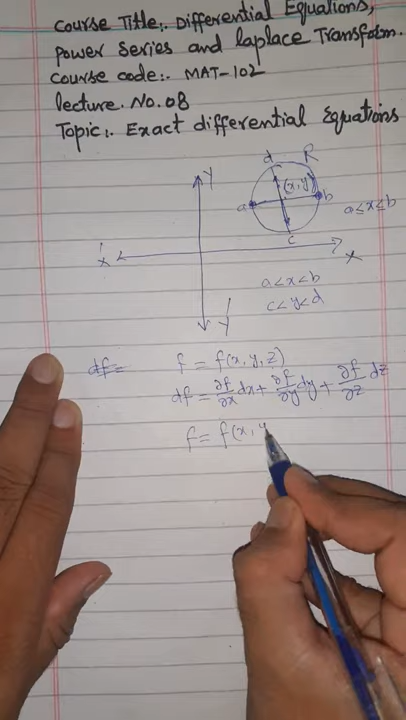 Course Title:. Differential Equations,
power series and laplace Transform.
course code:. MAT-102
lecture. No. 08
Topic:. Exact differential Equations
Y
d R
(x, y)
a b
a≤x≤b
c
x' X
a<x<b
c<y<d
y'
df= f = f(x, y, z)
df = ∂f/∂x dx + ∂f/∂y dy + ∂f/∂z dz
f = f(x, y